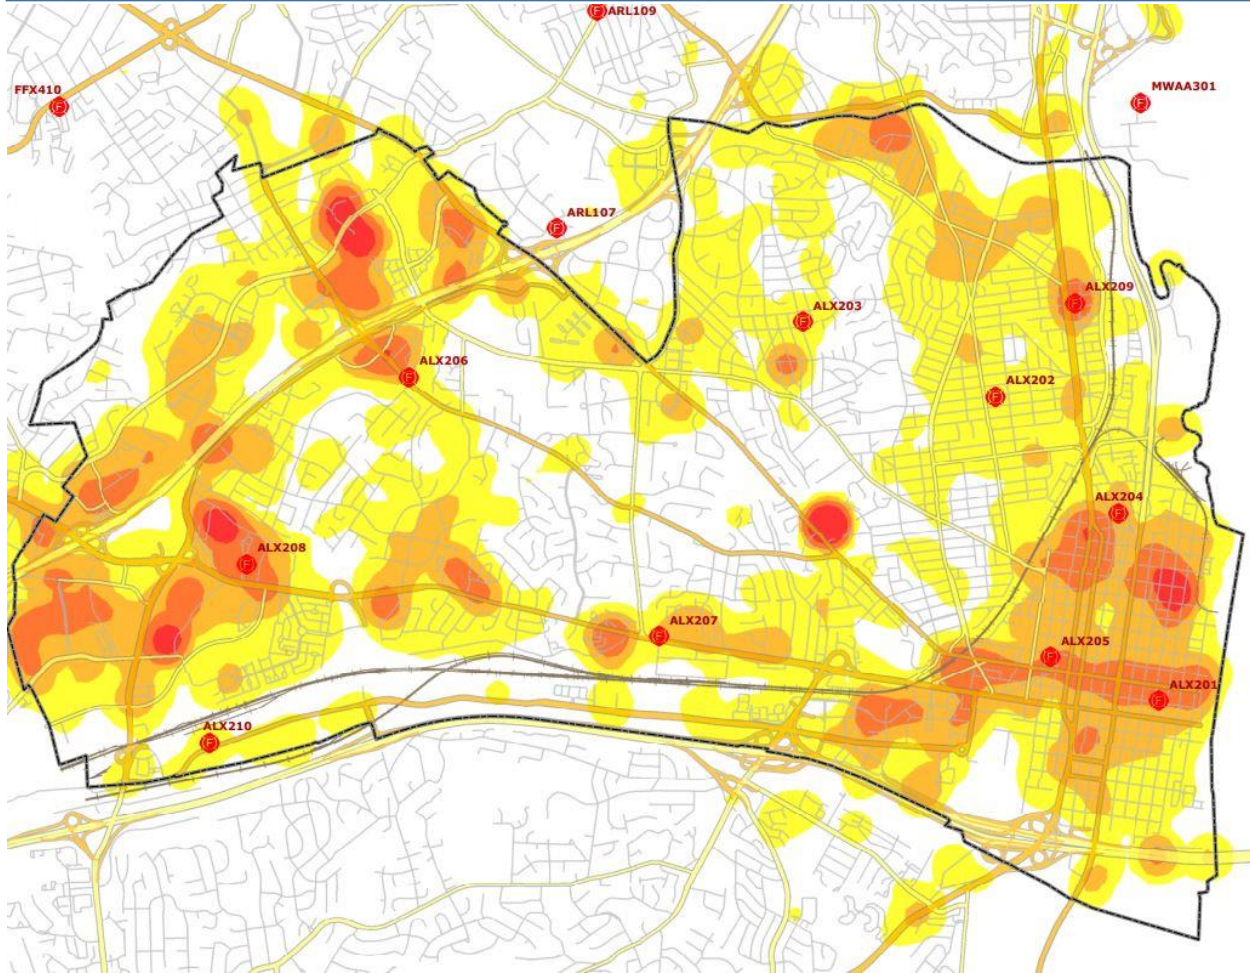 ARL109
FFX410
MWAA301
ARL107
ALX209
ALX203
ALX206
ALX202
ALX204
ALX208
ALX207
ALX205
ALX201
ALX210
F
F
F
F
F
F
F
F
F
F
F
F
F
F